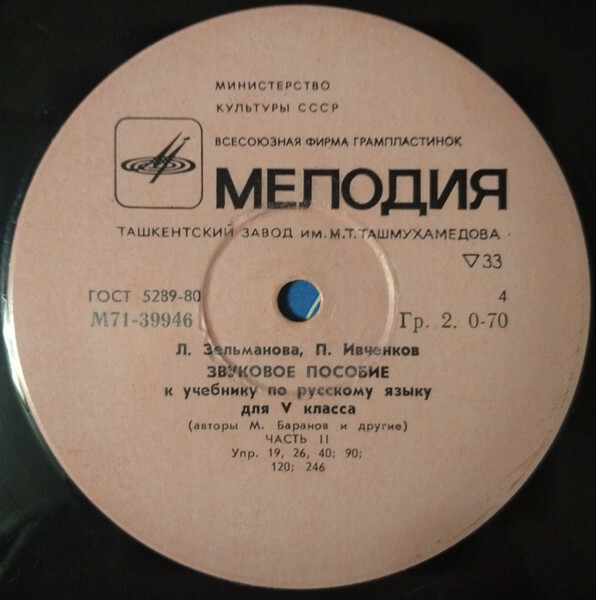 МИНИСТЕРСТВО
КУЛЬТУРЫ СССР
ВСЕСОЮЗНАЯ ФИРМА ГРАМПЛАСТИНОК
МЕЛОДИЯ
ТАШКЕНТСКИЙ ЗАВОД ИМ. М.Т. ТАШМУХАМЕДОВА
▽33
ГОСТ 5289-80 4
М71-39946 Гр. 2. 0-70
Л. Зельманова, П. Ивченков
ЗВУКОВОЕ ПОСОБИЕ
к учебнику по русскому языку
для V класса
(авторы М. Баранов и другие)
ЧАСТЬ II
Упр. 19, 26, 40; 90;
120; 246